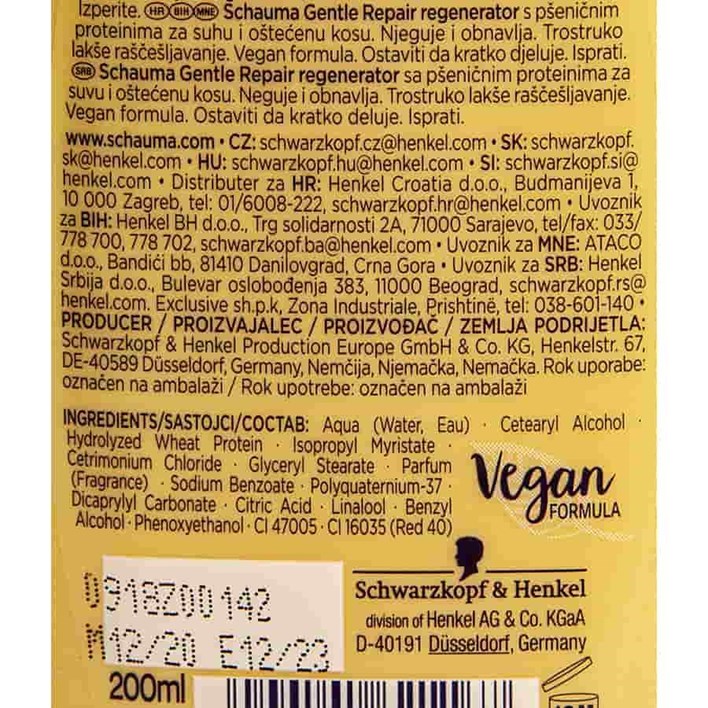 Izperite. HR BIH MNE Schauma Gentle Repair regenerator s pšeničnim
proteinima za suhu i oštećenu kosu. Njeguje i obnavlja. Trostruko
lakše raščešljavanje. Vegan formula. Ostaviti da kratko djeluje. Isprati.
SRB Schauma Gentle Repair regenerator sa pšeničnim proteinima za
suvu i oštećenu kosu. Neguje i obnavlja. Trostruko lakše raščešljavanje.
Vegan formula. Ostaviti da kratko deluje. Isprati.
www.schauma.com • CZ: schwarzkopf.cz@henkel.com • SK: schwarzkopf.
sk@henkel.com • HU: schwarzkopf.hu@henkel.com • SI: schwarzkopf.si@
henkel.com • Distributer za HR: Henkel Croatia d.o.o., Budmanijeva 1,
10 000 Zagreb, tel: 01/6008-222, schwarzkopf.hr@henkel.com • Uvoznik
za BIH: Henkel BH d.o.o., Trg solidarnosti 2A, 71000 Sarajevo, tel/fax: 033/
778 700, 778 702, schwarzkopf.ba@henkel.com • Uvoznik za MNE: ATACO
d.o.o., Bandići bb, 81410 Danilovgrad, Crna Gora • Uvoznik za SRB: Henkel
Srbija d.o.o., Bulevar oslobođenja 383, 11000 Beograd, schwarzkopf.rs@
henkel.com. Exclusive sh.p.k, Zona Industriale, Prishtinë, tel: 038-601-140 •
PRODUCER / PROIZVAJALEC / PROIZVOĐAČ / ZEMLJA PODRIJETLA:
Schwarzkopf & Henkel Production Europe GmbH & Co. KG, Henkelstr. 67,
DE-40589 Düsseldorf, Germany, Nemčija, Njemačka, Nemačka. Rok uporabe:
označen na ambalaži / Rok upotrebe: označen na ambalaži
INGREDIENTS/SASTOJCI/СОСТАВ: Aqua (Water, Eau) · Cetearyl Alcohol ·
Hydrolyzed Wheat Protein · Isopropyl Myristate ·
Cetrimonium Chloride · Glyceryl Stearate · Parfum
(Fragrance) · Sodium Benzoate · Polyquaternium-37 ·
Dicaprylyl Carbonate · Citric Acid · Linalool · Benzyl
Alcohol · Phenoxyethanol · CI 47005 · CI 16035 (Red 40)
Vegan
FORMULA
Schwarzkopf & Henkel
division of Henkel AG & Co. KGaA
D-40191 Düsseldorf, Germany
0918Z00142
M12/20 E12/23
200ml